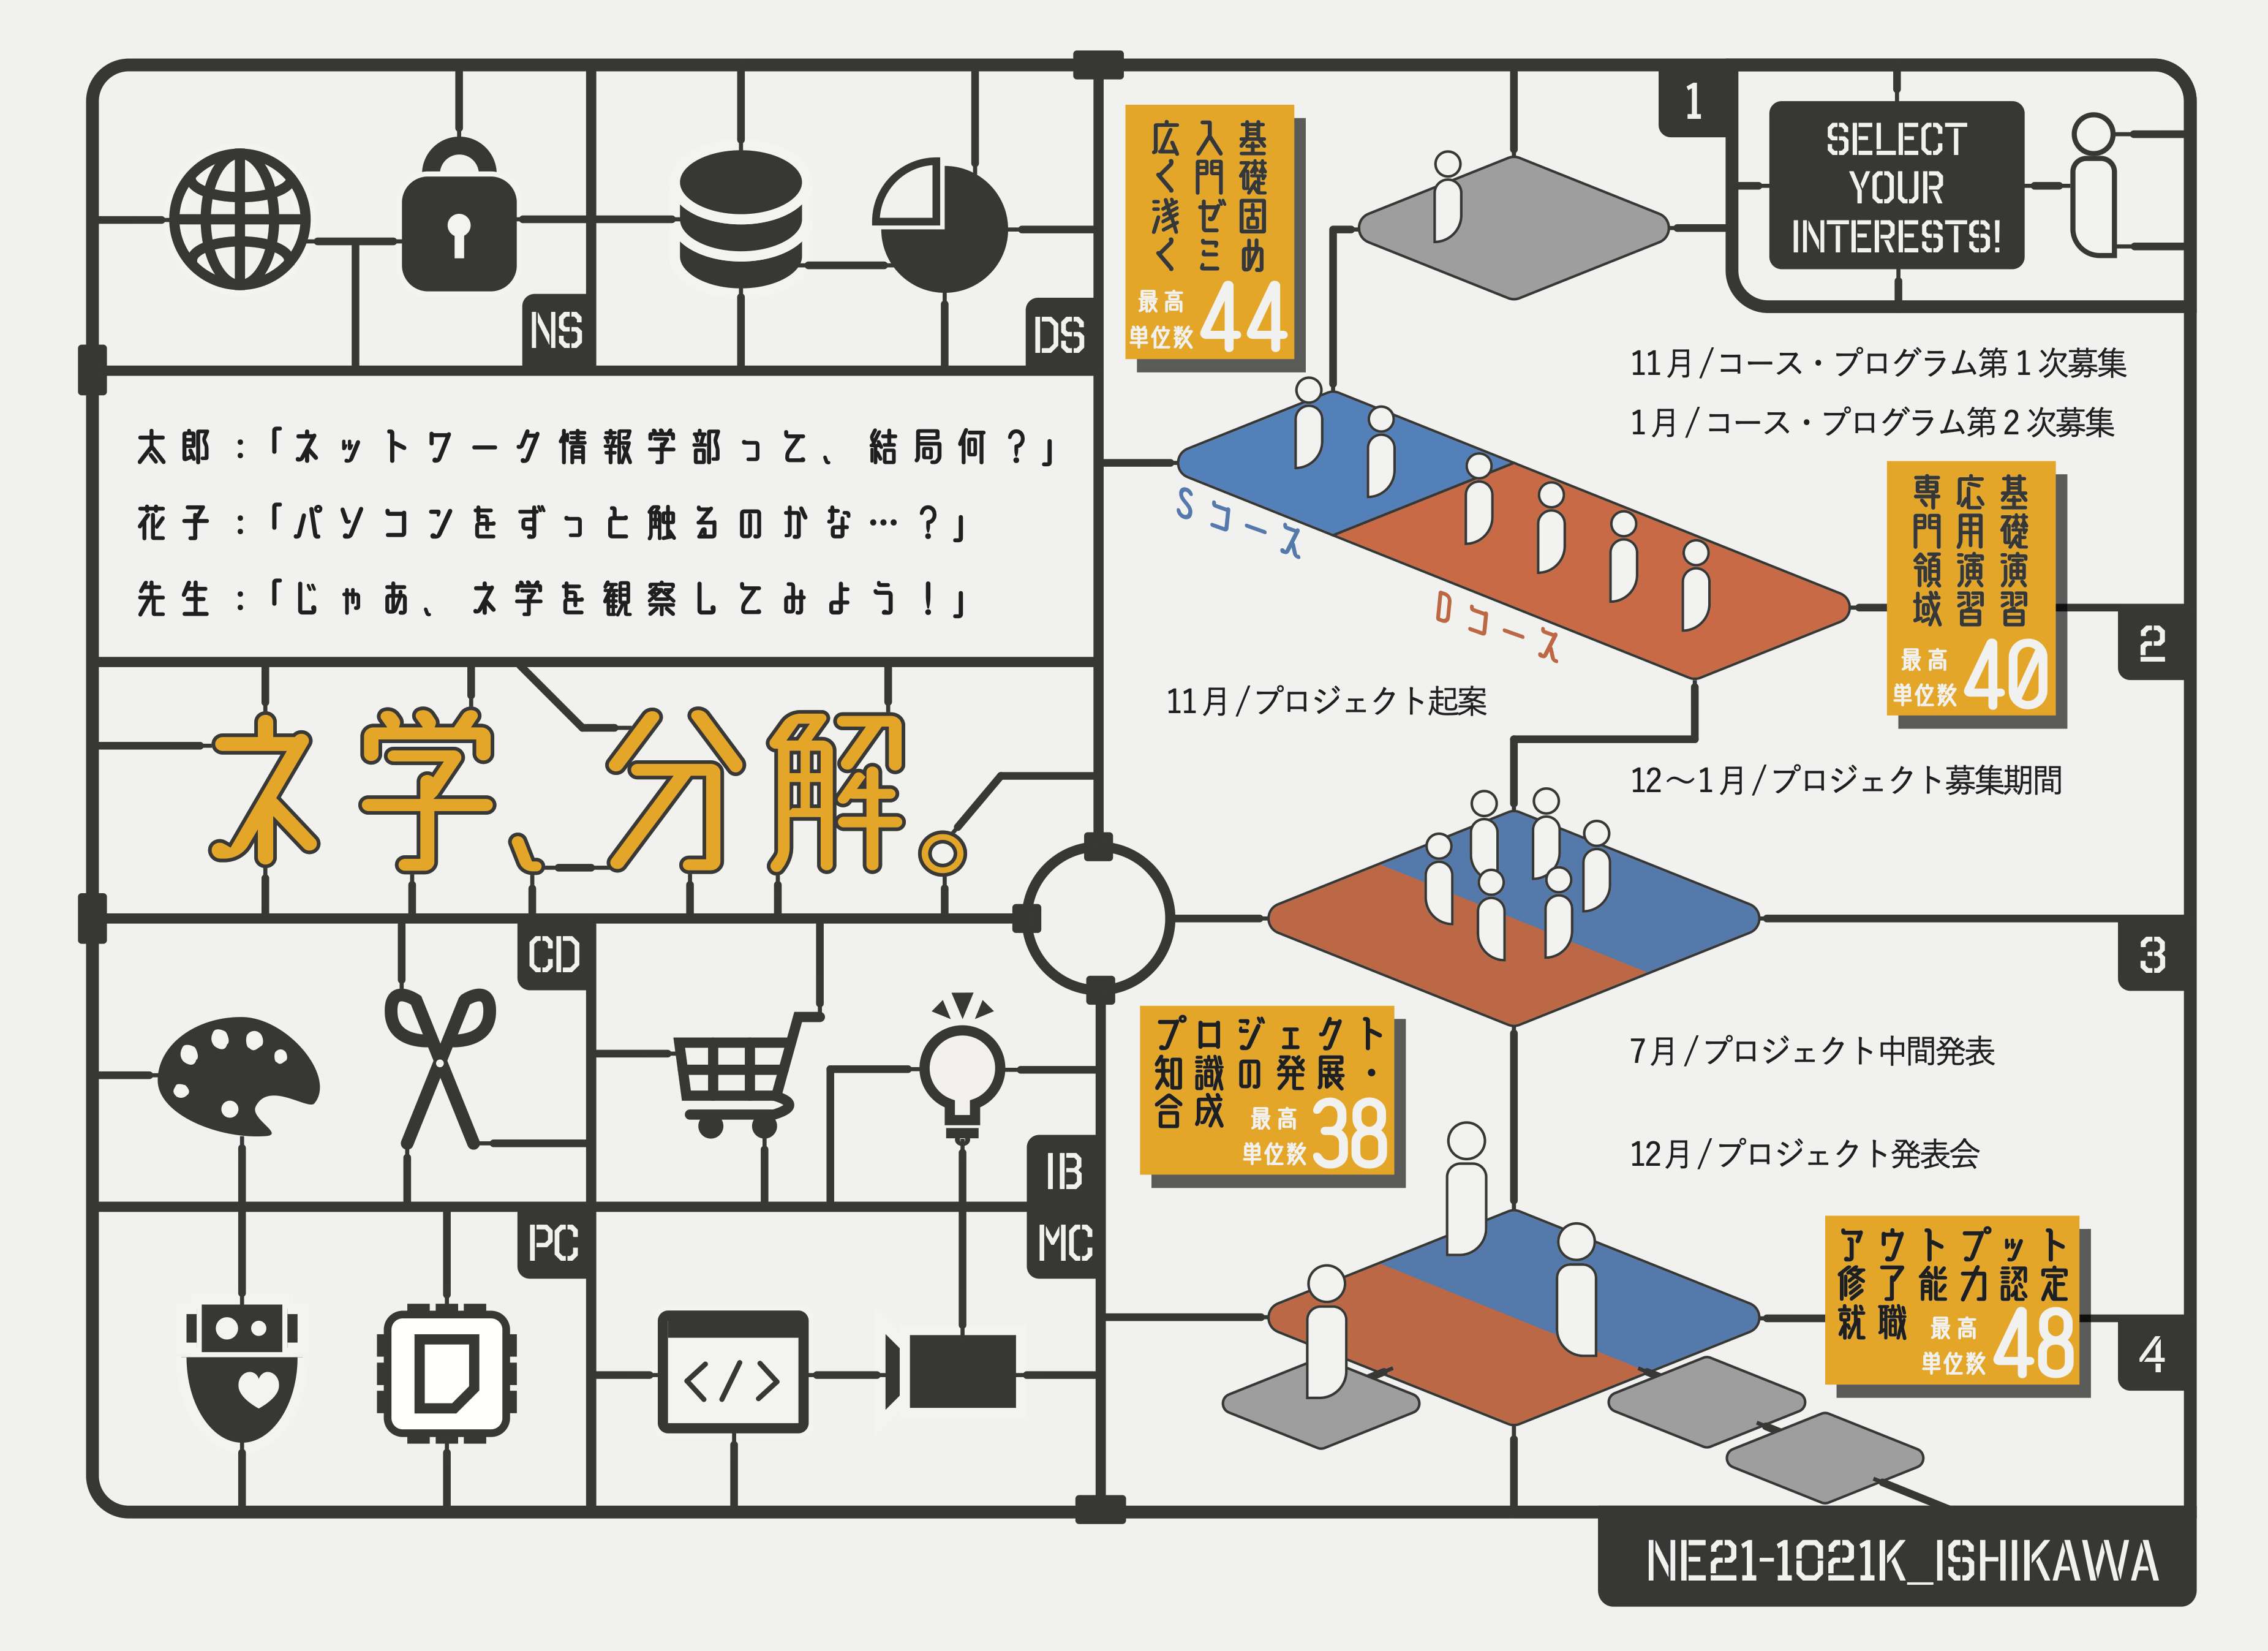 NS
DS
太郎：「ネットワーク情報学部って、結局何？」
花子：「パソコンをずっと触るのかな…？」
先生：「じゃあ、ネ学を観察してみよう！」
ネ学、分解。
CD
IB
PC
MC
1
SELECT
YOUR
INTERESTS!
基礎固め
入門ゼミ
広く浅く
最高
単位数44
11月/コース・プログラム第1次募集
1月/コース・プログラム第2次募集
Sコース
Dコース
基礎演習
応用演習
専門領域
最高
単位数40
2
11月/プロジェクト起案
12～1月/プロジェクト募集期間
3
プロジェクト
知識の発展・
合成
最高
単位数38
7月/プロジェクト中間発表
12月/プロジェクト発表会
アウトプット
修了能力認定
就職
最高
単位数48
4
NE21-1021K_ISHIKAWA